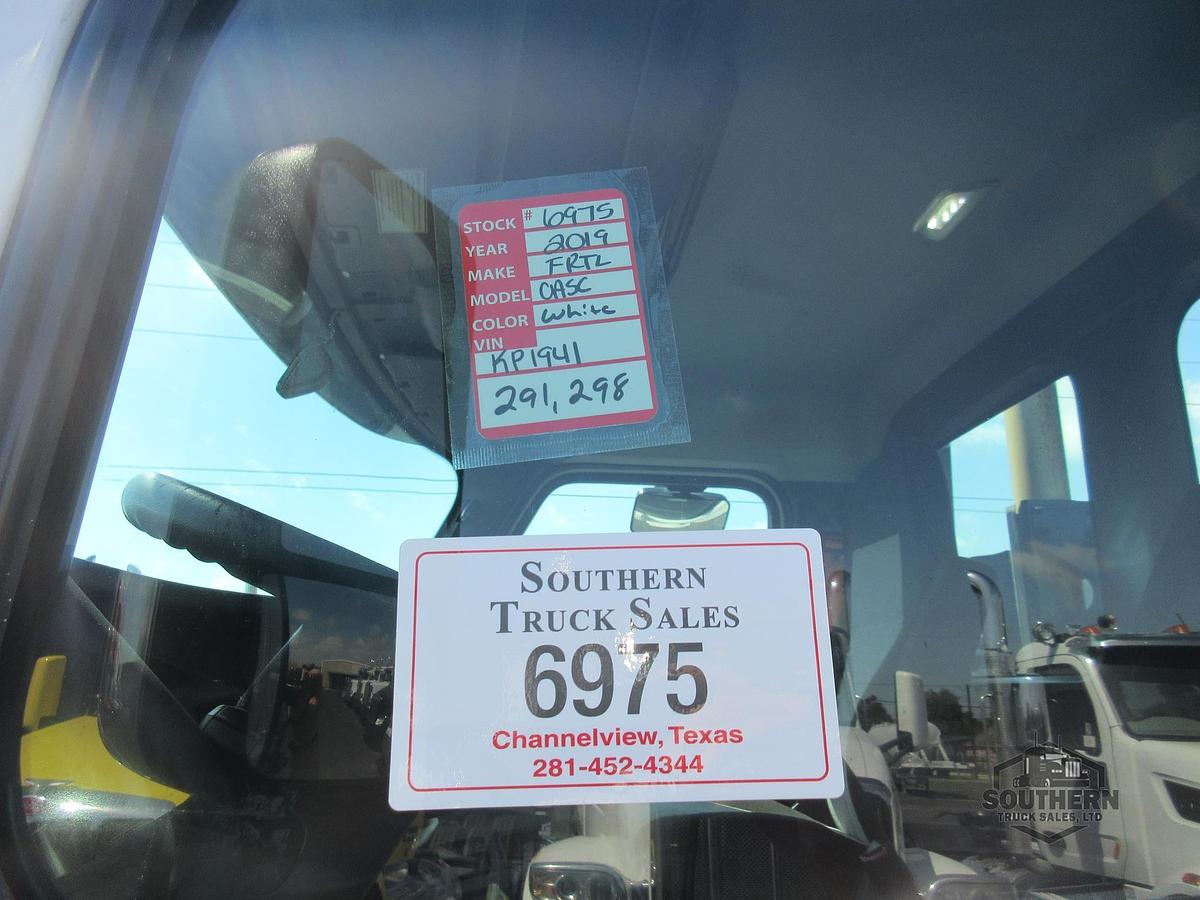 STOCK # 6975
YEAR 2019
MAKE FRTL
MODEL CASC
COLOR White
VIN
KP1941
291,298
SOUTHERN
TRUCK SALES
6975
Channelview, Texas
281-452-4344
SOUTHERN
TRUCK SALES, LTD